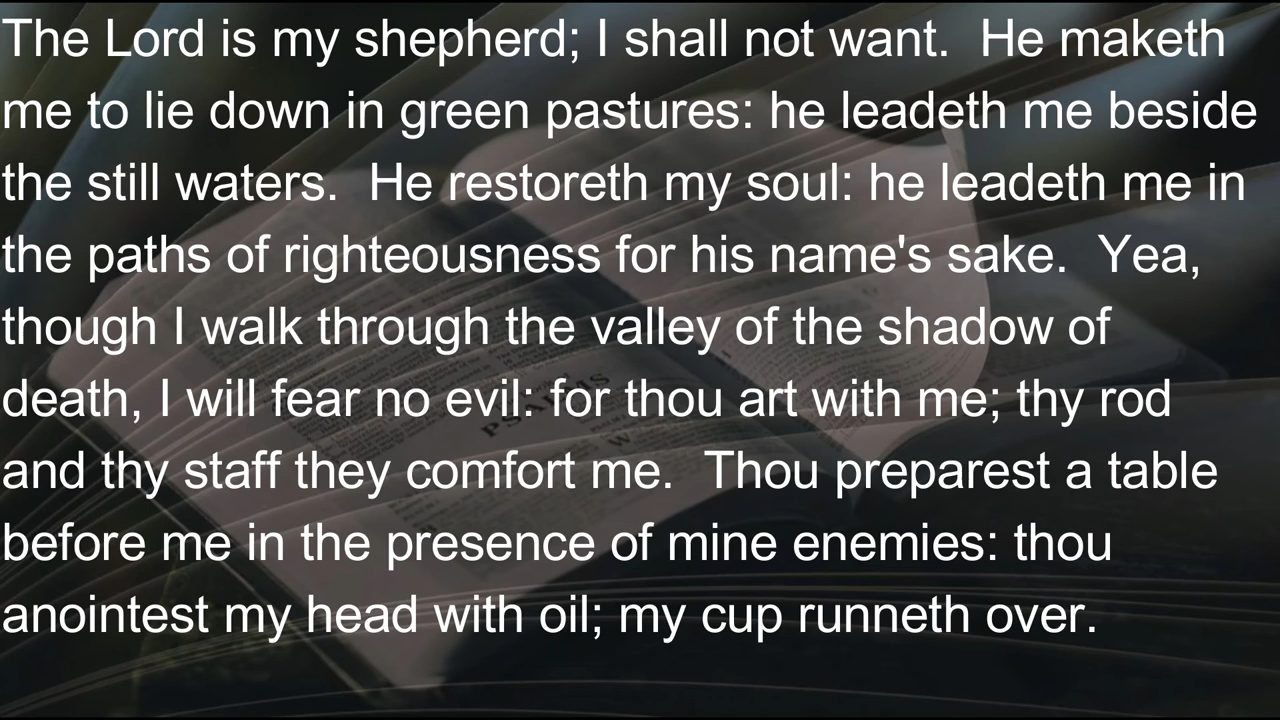 The Lord is my shepherd; I shall not want.  He maketh
me to lie down in green pastures: he leadeth me beside
the still waters.  He restoreth my soul: he leadeth me in
the paths of righteousness for his name's sake.  Yea,
though I walk through the valley of the shadow of
death, I will fear no evil: for thou art with me; thy rod
and thy staff they comfort me.  Thou preparest a table
before me in the presence of mine enemies: thou
anointest my head with oil; my cup runneth over.
PSALMS